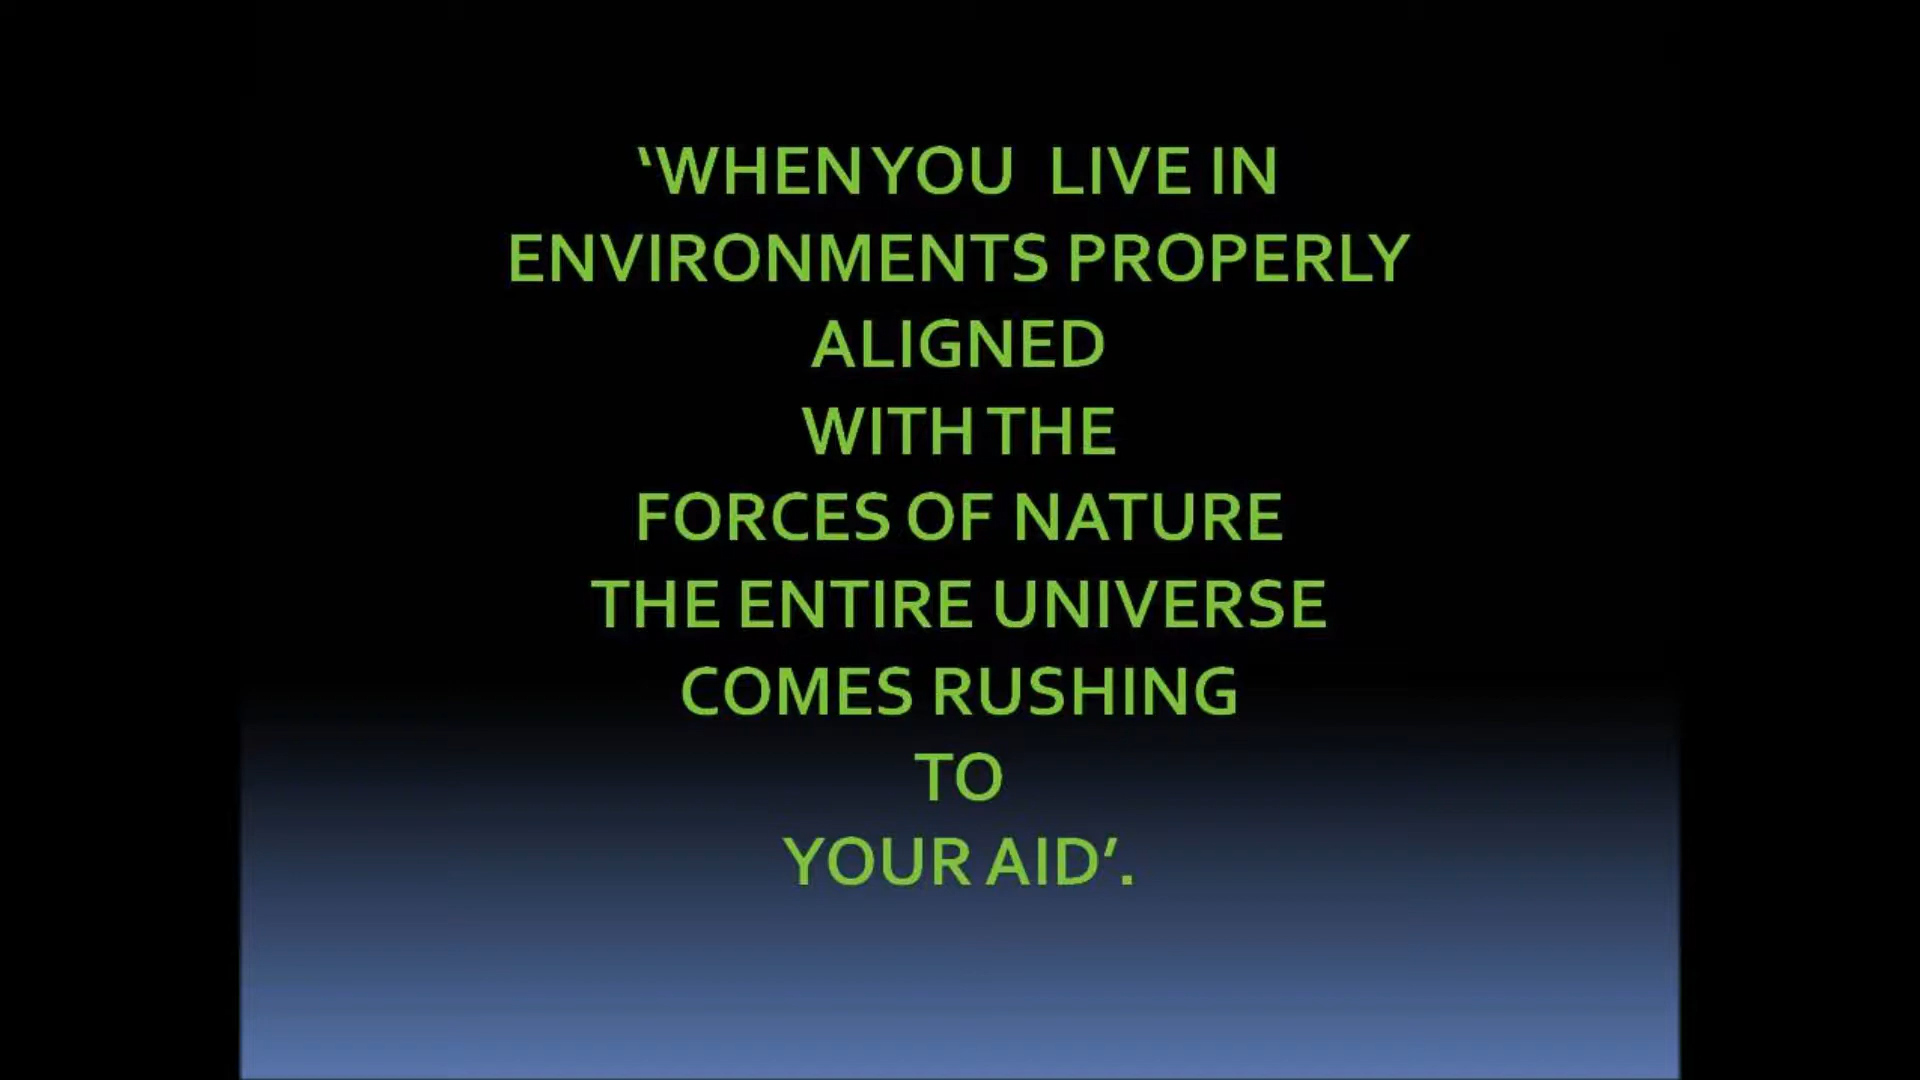 ‘WHEN YOU LIVE IN
ENVIRONMENTS PROPERLY
ALIGNED
WITH THE
FORCES OF NATURE
THE ENTIRE UNIVERSE
COMES RUSHING
TO
YOUR AID’.